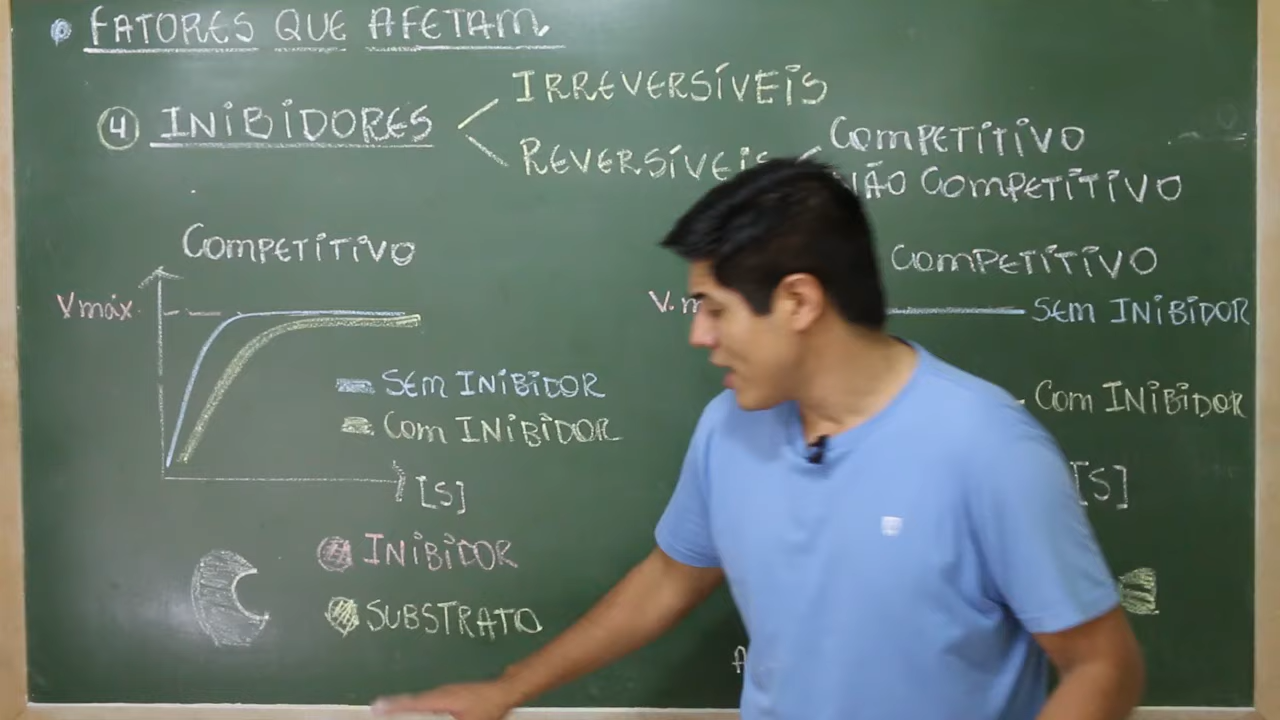 FATORES QUE AFETAM
4 INIBIDORES
IRREVERSÍVEIS
REVERSÍVEIS
COMPETITIVO
NÃO COMPETITIVO
COMPETITIVO
Vmáx
SEM INIBIDOR
COM INIBIDOR
[S]
INIBIDOR
SUBSTRATO
COMPETITIVO
V.m
SEM INIBIDOR
COM INIBIDOR
[S]